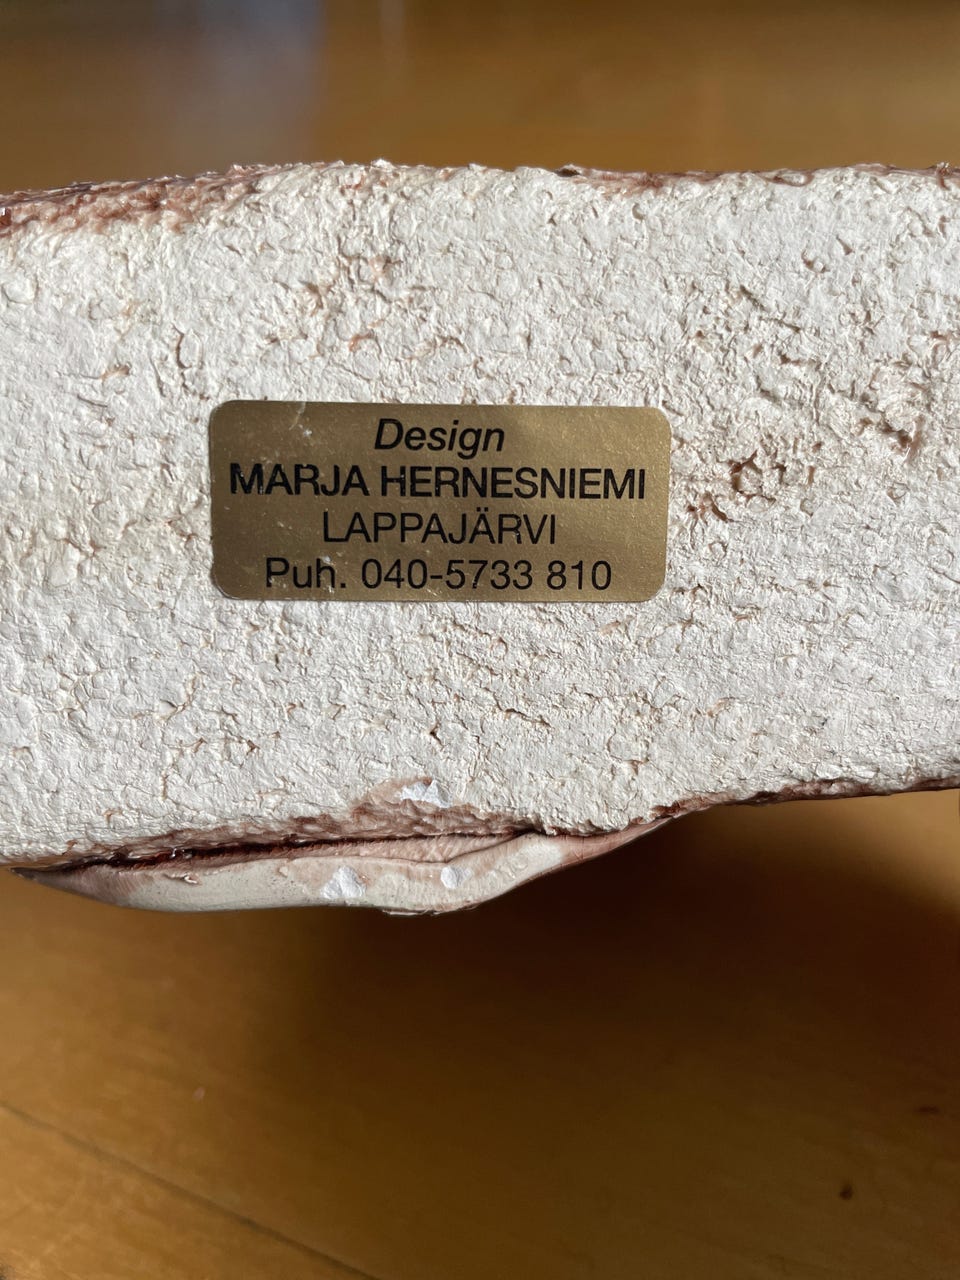 Design
MARJA HERNESNIEMI
LAPPAJÄRVI
Puh. 040-5733 810